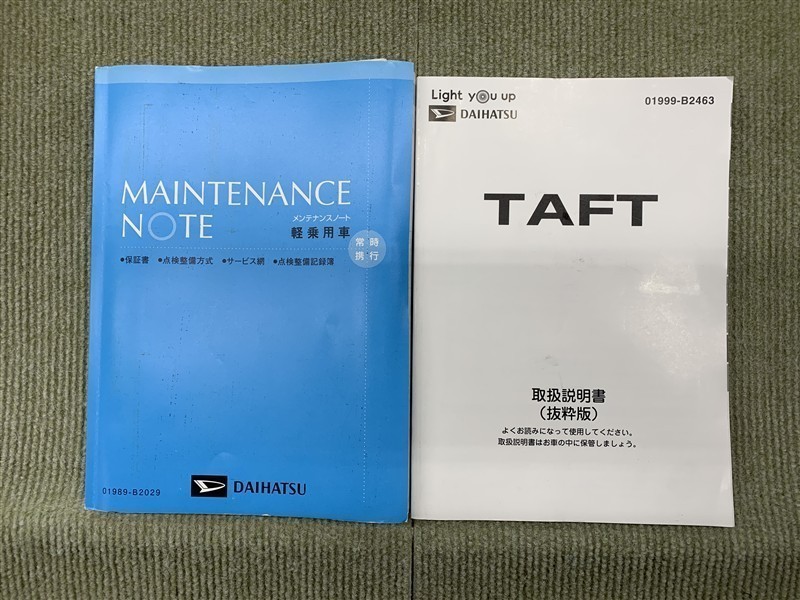 MAINTENANCE
NOTE
メンテナンスノート
軽乗用車
常時
携行
●保証書 ●点検整備方式 ●サービス網 ●点検整備記録簿
01989-B2029
DAIHATSU
Light you up
DAIHATSU
01999-B2463
TAFT
取扱説明書
（抜粋版）
よくお読みになって使用してください。
取扱説明書はお車の中に保管しましょう。